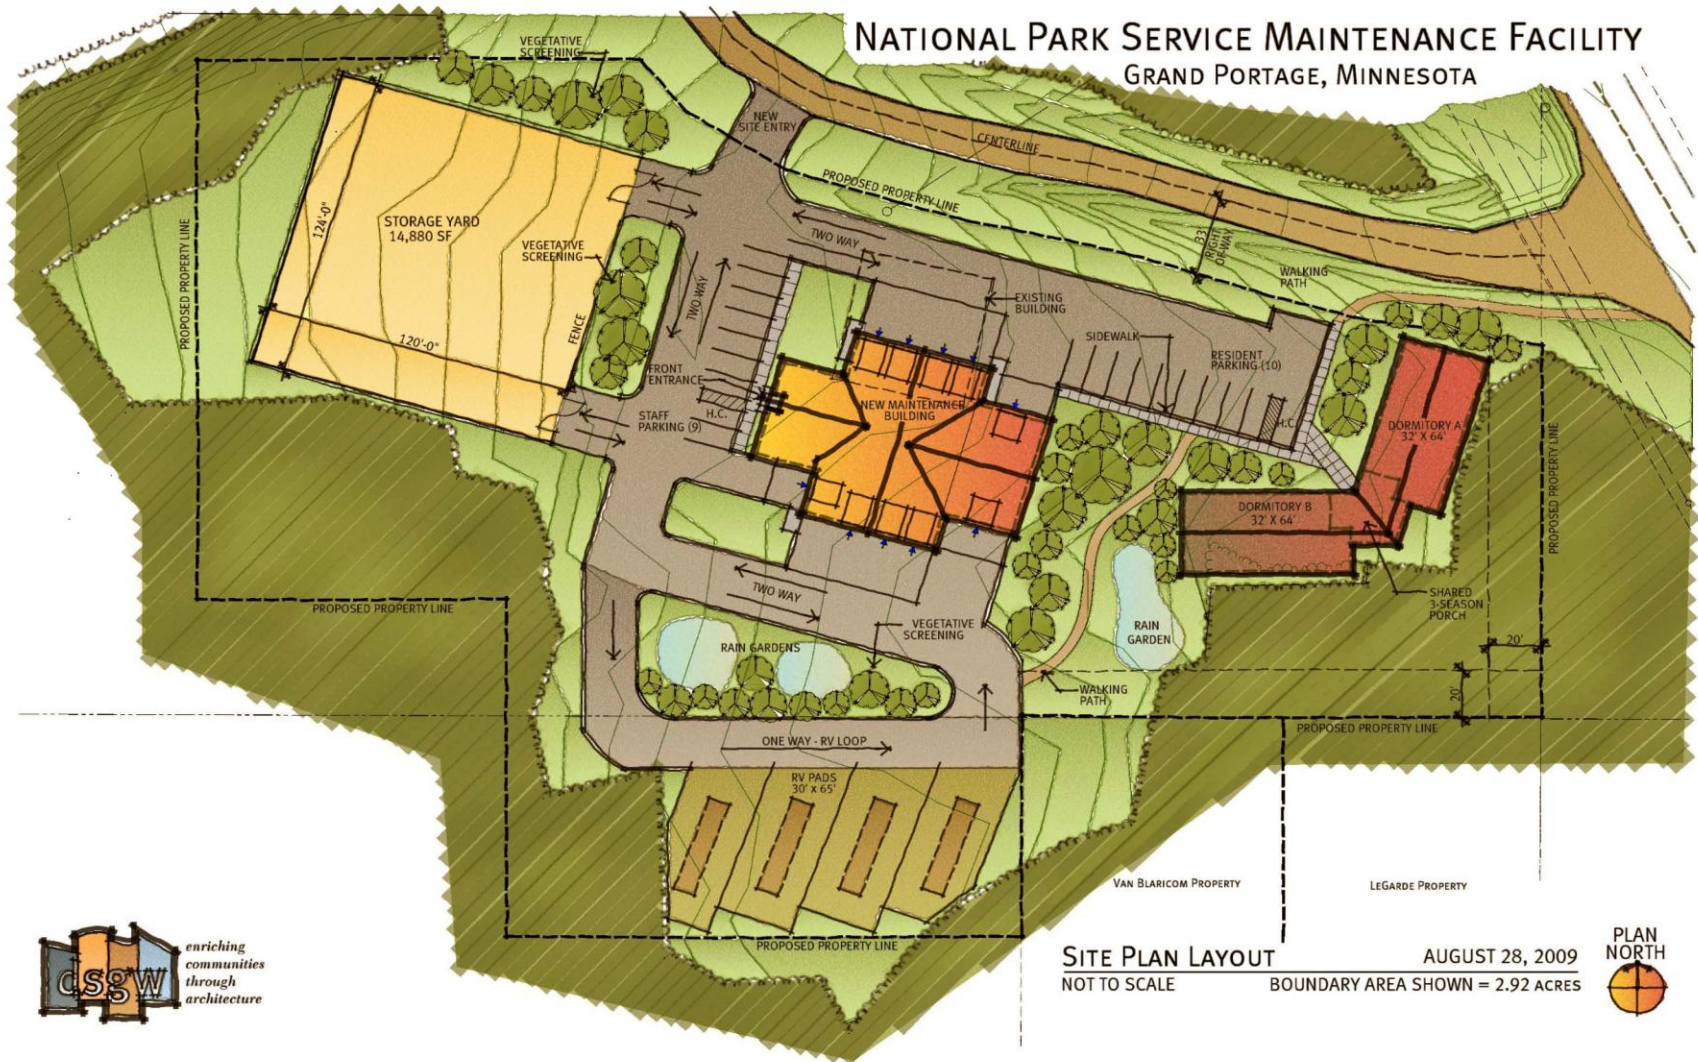 NATIONAL PARK SERVICE MAINTENANCE FACILITY
GRAND PORTAGE, MINNESOTA
VEGETATIVE
SCREENING
NEW
SITE ENTRY
CENTERLINE
PROPOSED PROPERTY LINE
33'
RIGHT
OF WAY
WALKING
PATH
STORAGE YARD
14,880 SF
124'-0"
120'-0"
VEGETATIVE
SCREENING
FENCE
PROPOSED PROPERTY LINE
TWO WAY
TWO WAY
EXISTING
BUILDING
SIDEWALK
RESIDENT
PARKING (10)
H.C.
FRONT
ENTRANCE
H.C.
STAFF
PARKING (9)
NEW MAINTENANCE
BUILDING
DORMITORY A
32' X 64'
DORMITORY B
32' X 64'
PROPOSED PROPERTY LINE
SHARED
3-SEASON
PORCH
20'
20'
RAIN
GARDEN
WALKING
PATH
PROPOSED PROPERTY LINE
TWO WAY
VEGETATIVE
SCREENING
RAIN GARDENS
PROPOSED PROPERTY LINE
ONE WAY - RV LOOP
RV PADS
30' x 65'
PROPOSED PROPERTY LINE
VAN BLARICOM PROPERTY
LEGARDE PROPERTY
SITE PLAN LAYOUT
AUGUST 28, 2009
NOT TO SCALE
BOUNDARY AREA SHOWN = 2.92 ACRES
PLAN
NORTH
dsgw
enriching
communities
through
architecture